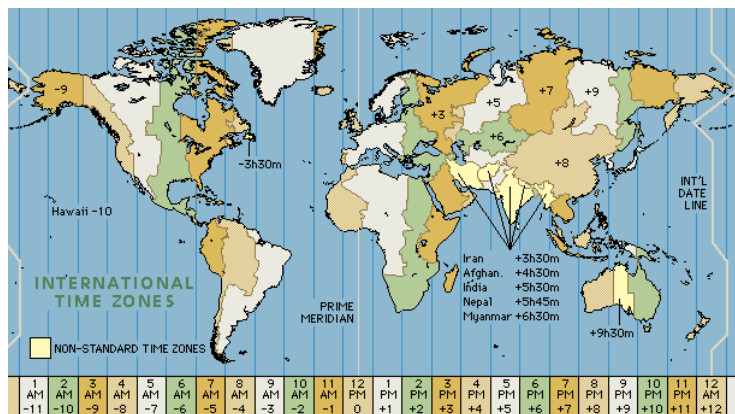 -9
+3
+5
+7
+9
+6
+8
-3h30m
Hawaii -10
INT'L
DATE
LINE
INTERNATIONAL
TIME ZONES
PRIME
MERIDIAN
Iran +3h30m
Afghan. +4h30m
India +5h30m
Nepal +5h45m
Myanmar +6h30m
+9h30m
NON-STANDARD TIME ZONES
1 2 3 4 5 6 7 8 9 10 11 12 1 2 3 4 5 6 7 8 9 10 11 12
AM AM AM AM AM AM AM AM AM AM AM PM PM PM PM PM PM PM PM PM PM PM PM AM
-11 -10 -9 -8 -7 -6 -5 -4 -3 -2 -1 0 +1 +2 +3 +4 +5 +6 +7 +8 +9 +10 +11 +12